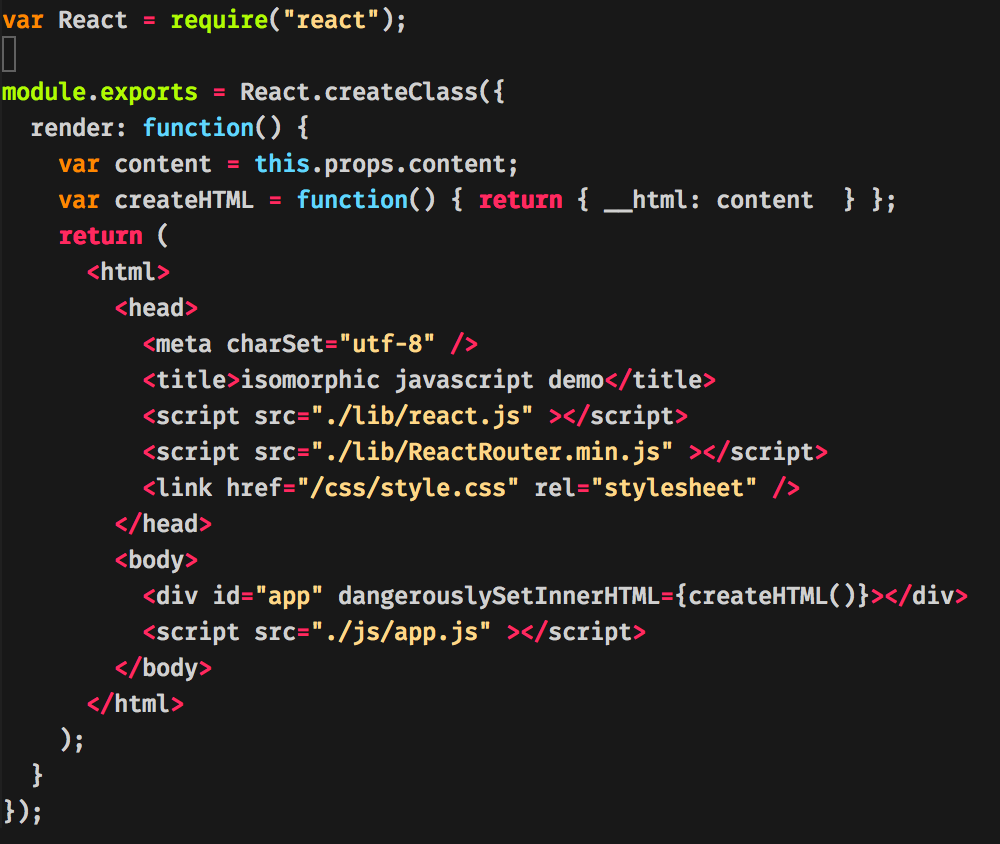 var React = require("react");

module.exports = React.createClass({
  render: function() {
    var content = this.props.content;
    var createHTML = function() { return { __html: content  } };
    return (
      <html>
        <head>
          <meta charSet="utf-8" />
          <title>isomorphic javascript demo</title>
          <script src="./lib/react.js" ></script>
          <script src="./lib/ReactRouter.min.js" ></script>
          <link href="/css/style.css" rel="stylesheet" />
        </head>
        <body>
          <div id="app" dangerouslySetInnerHTML={createHTML()}></div>
          <script src="./js/app.js" ></script>
        </body>
      </html>
    );
  }
});